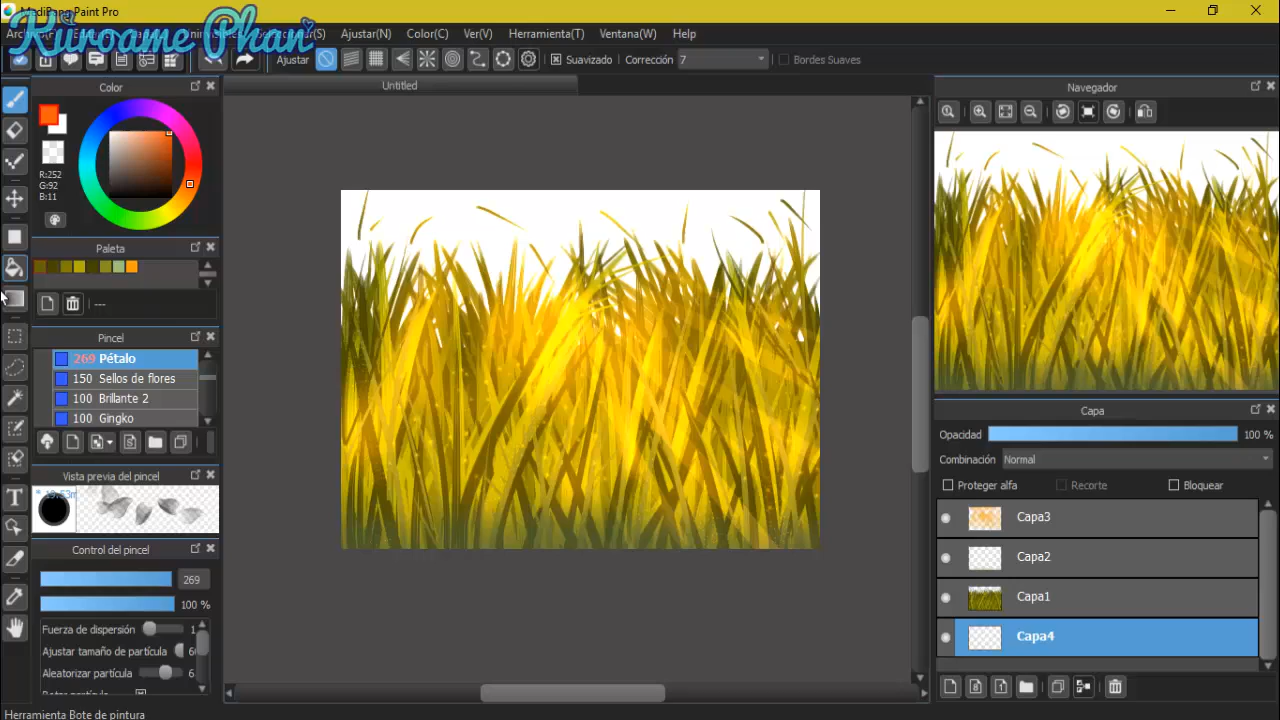 MediBang Paint Pro
Kuroame Phan
Ajustar(N)
Color(C)
Ver(V)
Herramienta(T)
Ventana(W)
Help
Ajustar
Suavizado
Corrección
7
Bordes Suaves
Color
Untitled
Navegador
R:252
G:92
B:11
Paleta
---
Pincel
269 Pétalo
150 Sellos de flores
100 Brillante 2
100 Gingko
Vista previa del pincel
Control del pincel
269
100 %
Fuerza de dispersión
Ajustar tamaño de partícula
Aleatorizar partícula
Capa
Opacidad
100 %
Combinación
Normal
Proteger alfa
Recorte
Bloquear
Capa3
Capa2
Capa1
Capa4
Herramienta Bote de pintura